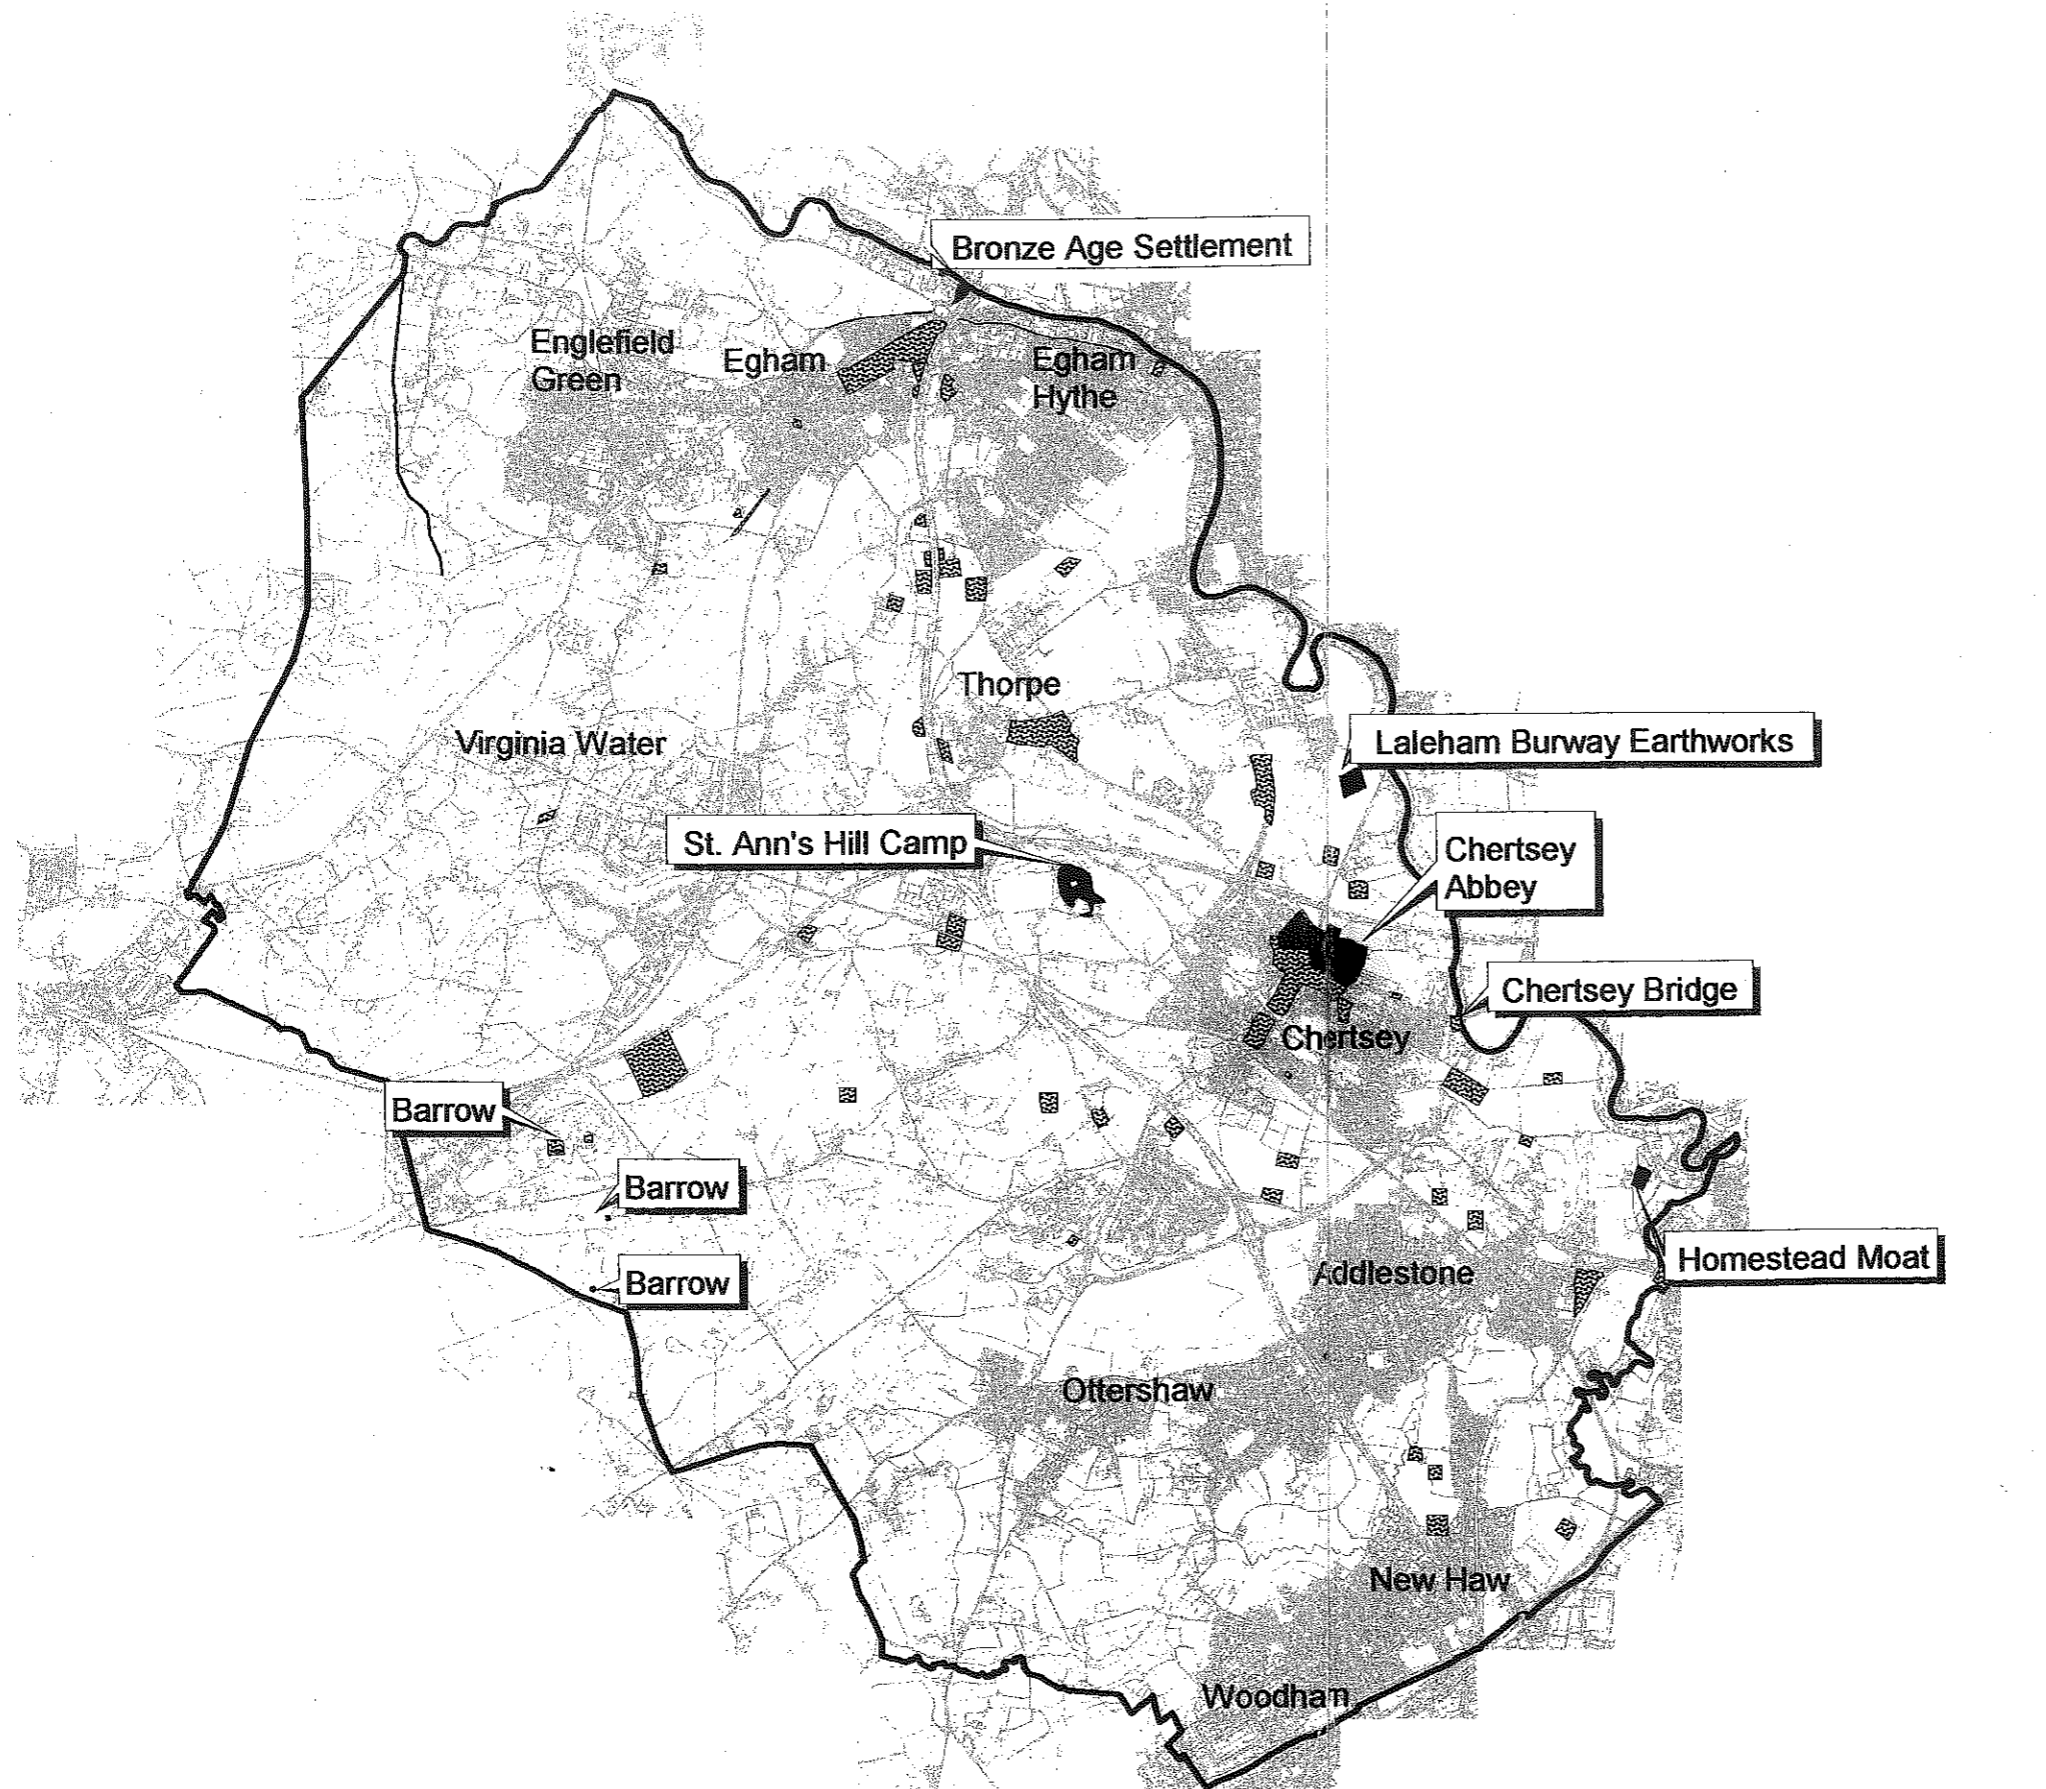 Bronze Age Settlement
Englefield
Green
Egham
Egham
Hythe
Thorpe
Virginia Water
Laleham Burway Earthworks
St. Ann's Hill Camp
Chertsey
Abbey
Chertsey Bridge
Chertsey
Barrow
Barrow
Barrow
Homestead Moat
Addlestone
Ottershaw
New Haw
Woodham